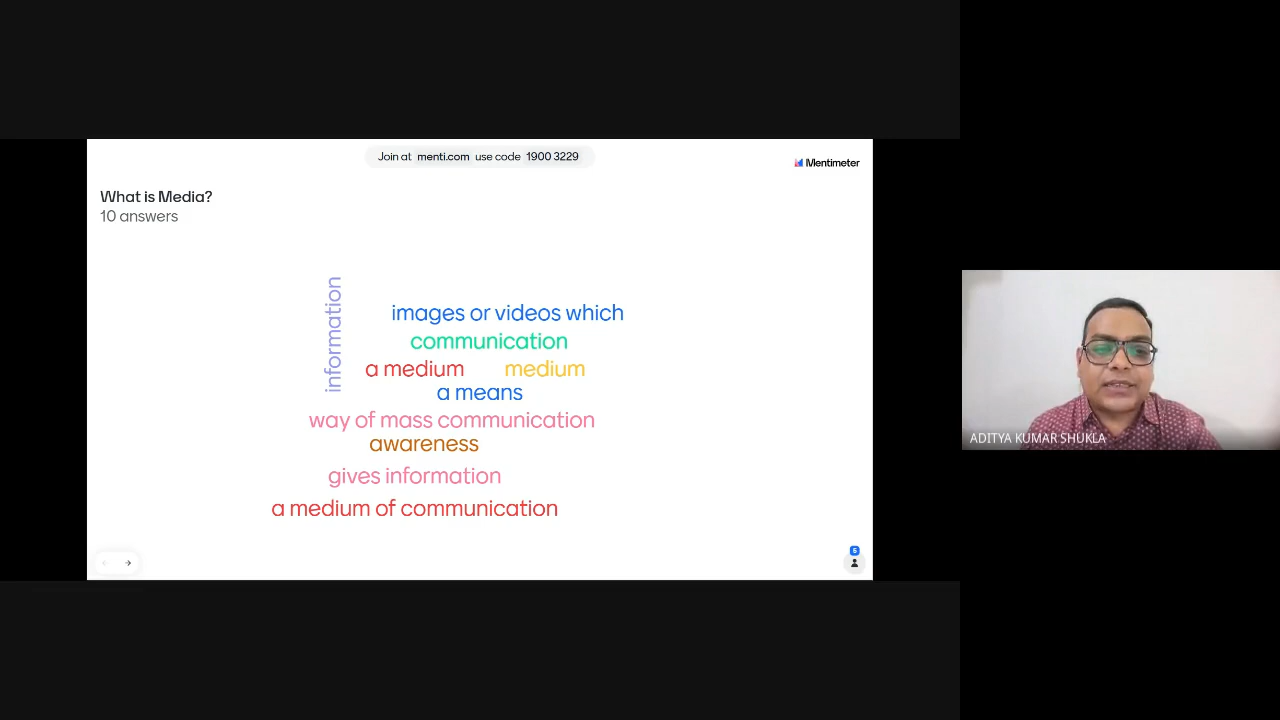 Join at menti.com use code 1900 3229
Mentimeter
What is Media?
10 answers
information
images or videos which
communication
a medium medium
a means
way of mass communication
awareness
gives information
a medium of communication
5
ADITYA KUMAR SHUKLA